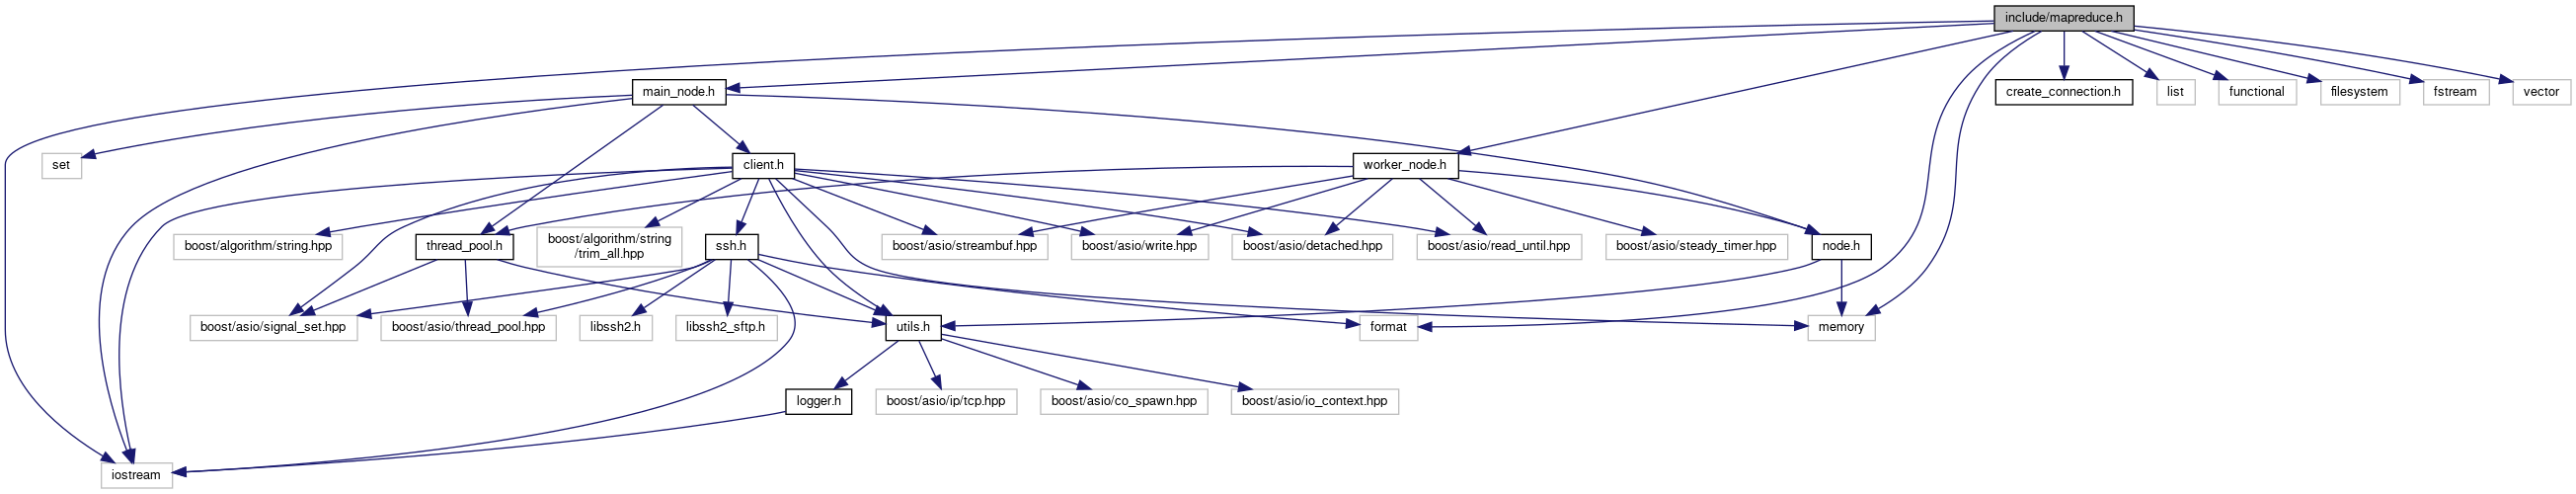 include/mapreduce.h
main_node.h
create_connection.h
list
functional
filesystem
fstream
vector
set
client.h
worker_node.h
boost/algorithm/string.hpp
thread_pool.h
boost/algorithm/string
/trim_all.hpp
ssh.h
boost/asio/streambuf.hpp
boost/asio/write.hpp
boost/asio/detached.hpp
boost/asio/read_until.hpp
boost/asio/steady_timer.hpp
node.h
boost/asio/signal_set.hpp
boost/asio/thread_pool.hpp
libssh2.h
libssh2_sftp.h
utils.h
format
memory
logger.h
boost/asio/ip/tcp.hpp
boost/asio/co_spawn.hpp
boost/asio/io_context.hpp
iostream